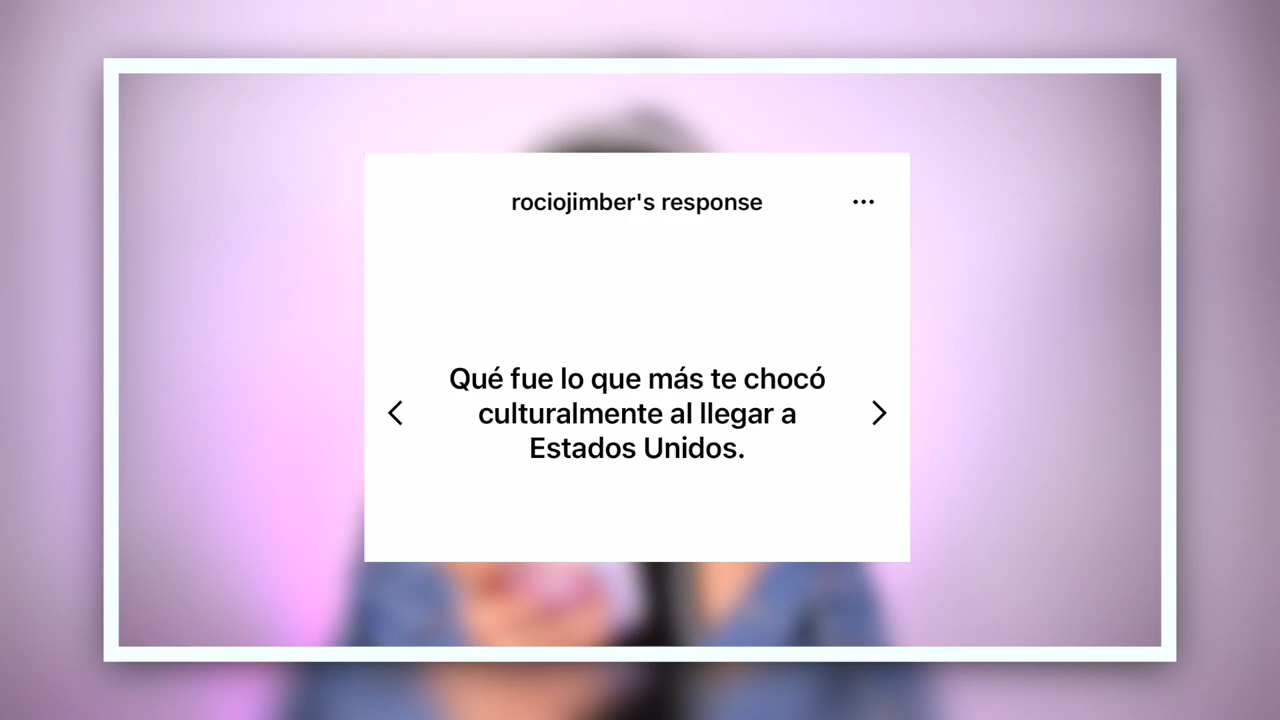 rociojimber's response
Qué fue lo que más te chocó
culturalmente al llegar a
Estados Unidos.